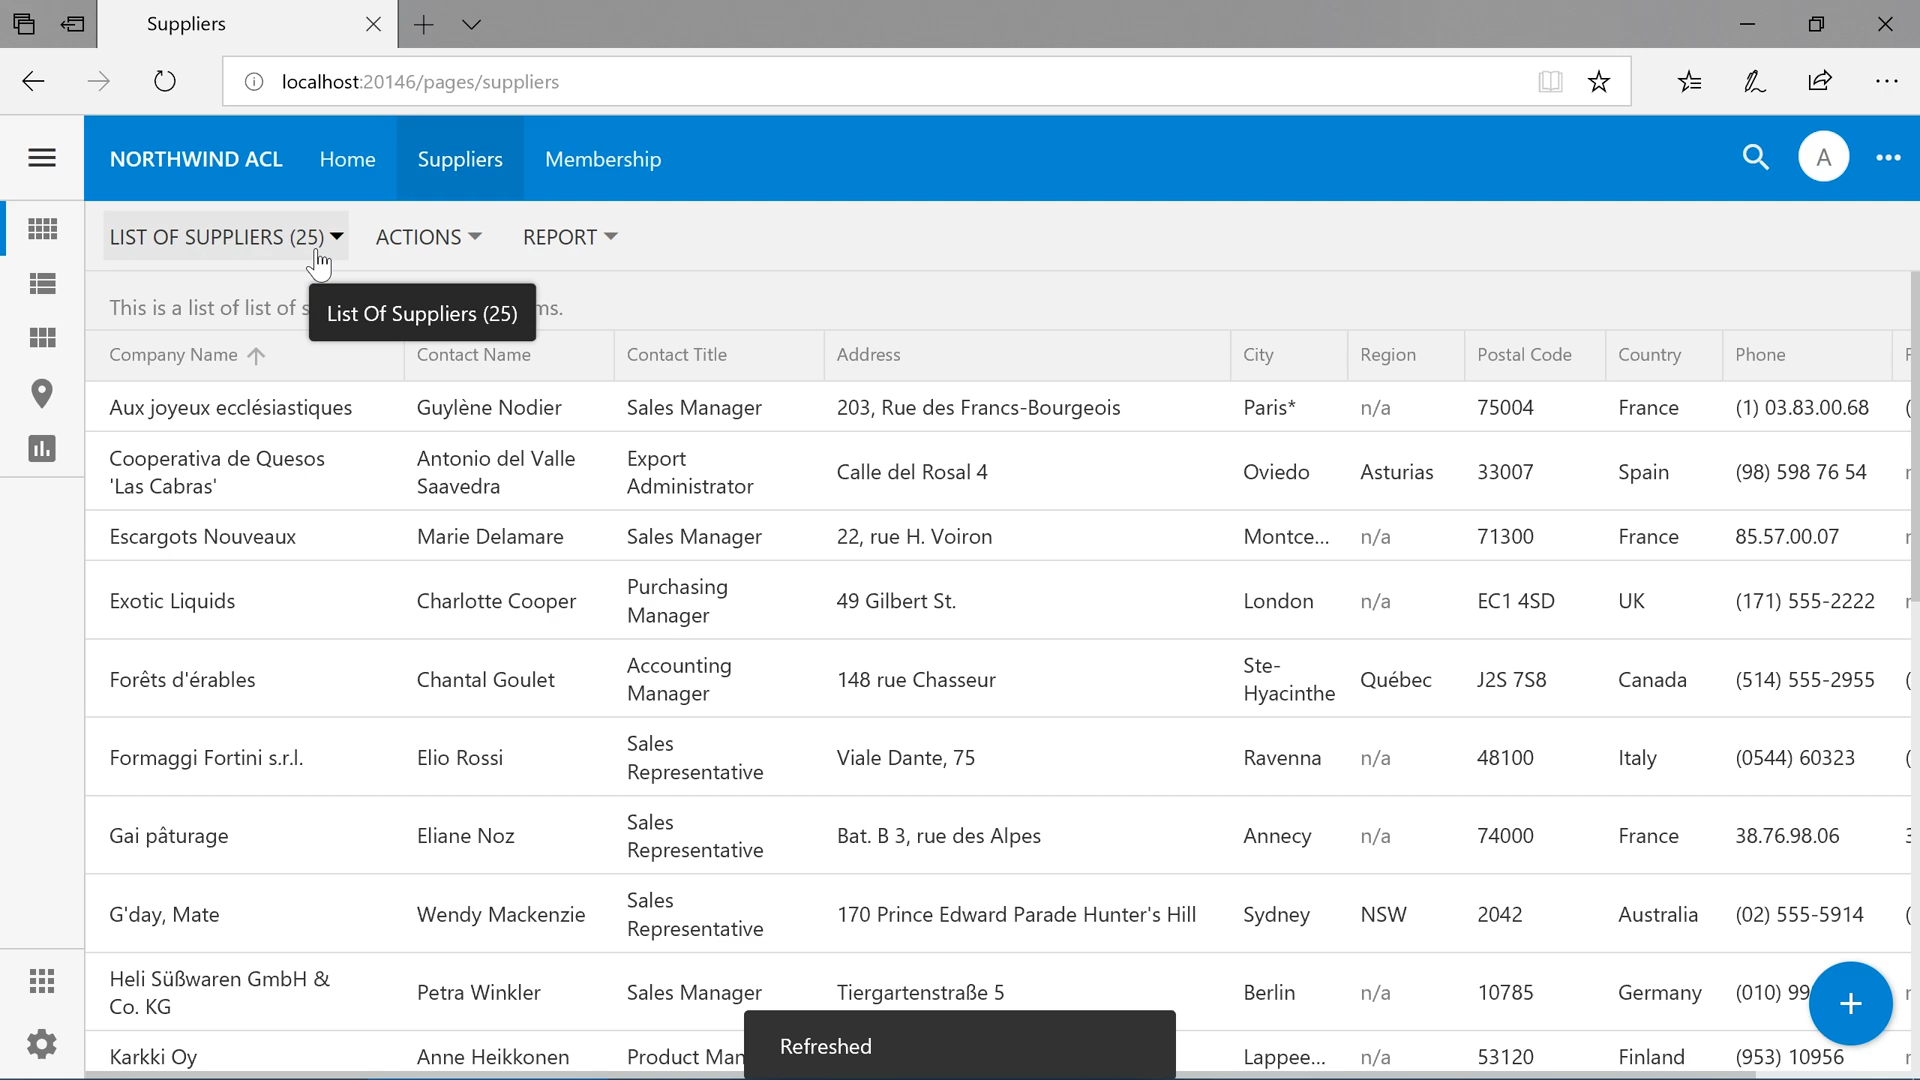 Suppliers
localhost:20146/pages/suppliers
NORTHWIND ACL Home Suppliers Membership A
LIST OF SUPPLIERS (25) ACTIONS REPORT
This is a list of list of s ms.
List Of Suppliers (25)
Company Name Contact Name Contact Title Address City Region Postal Code Country Phone
Aux joyeux ecclésiastiques Guylène Nodier Sales Manager 203, Rue des Francs-Bourgeois Paris* n/a 75004 France (1) 03.83.00.68
Cooperativa de Quesos 'Las Cabras' Antonio del Valle Saavedra Export Administrator Calle del Rosal 4 Oviedo Asturias 33007 Spain (98) 598 76 54
Escargots Nouveaux Marie Delamare Sales Manager 22, rue H. Voiron Montce... n/a 71300 France 85.57.00.07
Exotic Liquids Charlotte Cooper Purchasing Manager 49 Gilbert St. London n/a EC1 4SD UK (171) 555-2222
Forêts d'érables Chantal Goulet Accounting Manager 148 rue Chasseur Ste-Hyacinthe Québec J2S 7S8 Canada (514) 555-2955
Formaggi Fortini s.r.l. Elio Rossi Sales Representative Viale Dante, 75 Ravenna n/a 48100 Italy (0544) 60323
Gai pâturage Eliane Noz Sales Representative Bat. B 3, rue des Alpes Annecy n/a 74000 France 38.76.98.06
G'day, Mate Wendy Mackenzie Sales Representative 170 Prince Edward Parade Hunter's Hill Sydney NSW 2042 Australia (02) 555-5914
Heli Süßwaren GmbH & Co. KG Petra Winkler Sales Manager Tiergartenstraße 5 Berlin n/a 10785 Germany (010) 99
Karkki Oy Anne Heikkonen Product Man Lappee... n/a 53120 Finland (953) 10956
Refreshed